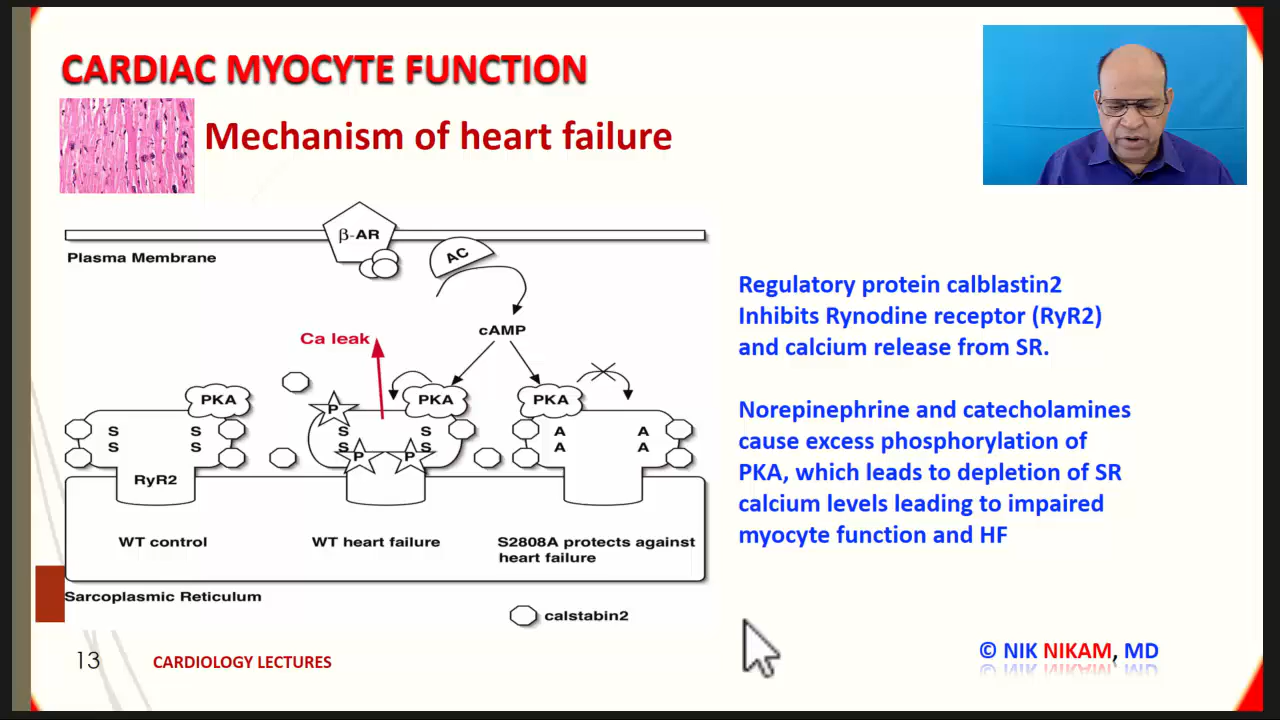 CARDIAC MYOCYTE FUNCTION
Mechanism of heart failure
β-AR
AC
Plasma Membrane
cAMP
Ca leak
PKA
P
PKA
PKA
S
S
S
S
S
S
S
S
P
P
A
A
A
A
RyR2
WT control
WT heart failure
S2808A protects against
heart failure
Sarcoplasmic Reticulum
calstabin2
Regulatory protein calblastin2
Inhibits Rynodine receptor (RyR2)
and calcium release from SR.
Norepinephrine and catecholamines
cause excess phosphorylation of
PKA, which leads to depletion of SR
calcium levels leading to impaired
myocyte function and HF
13
CARDIOLOGY LECTURES
© NIK NIKAM, MD